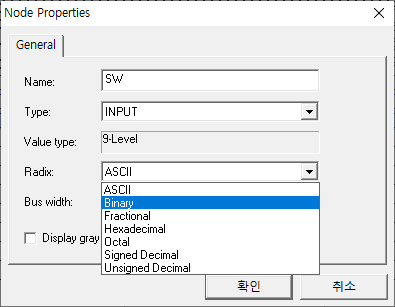 Node Properties
General
Name:
SW
Type:
INPUT
Value type:
9-Level
Radix:
ASCII
ASCII
Binary
Fractional
Hexadecimal
Octal
Signed Decimal
Unsigned Decimal
Bus width:
Display gray
확인
취소